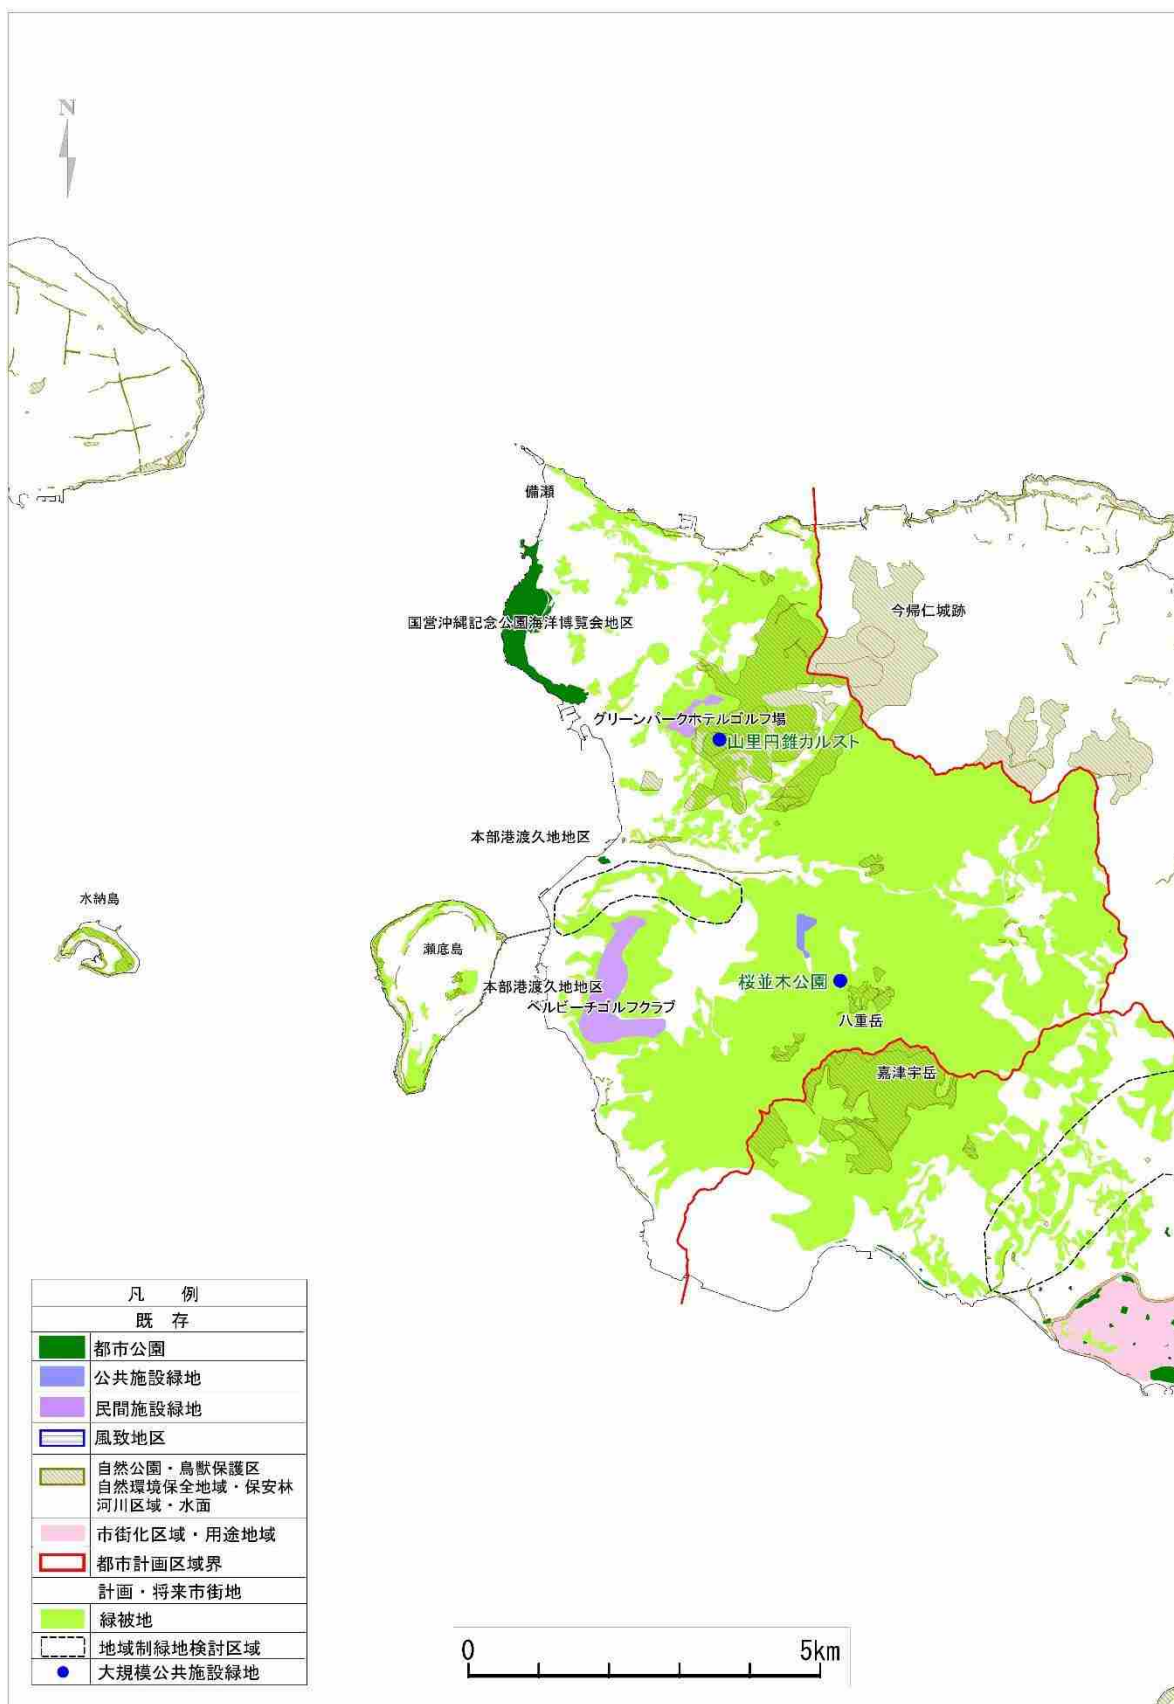 N
備瀬
国営沖縄記念公園海洋博覧会地区
今帰仁城跡
グリーンパークホテルゴルフ場
山里円錐カルスト
本部港渡久地地区
水納島
瀬底島
本部港渡久地地区
ベルビーチゴルフクラブ
桜並木公園
八重岳
嘉津宇岳
凡 例
既 存
都市公園
公共施設緑地
民間施設緑地
風致地区
自然公園・鳥獣保護区
自然環境保全地域・保安林
河川区域・水面
市街化区域・用途地域
都市計画区域界
計画・将来市街地
緑被地
地域制緑地検討区域
大規模公共施設緑地
0 5km